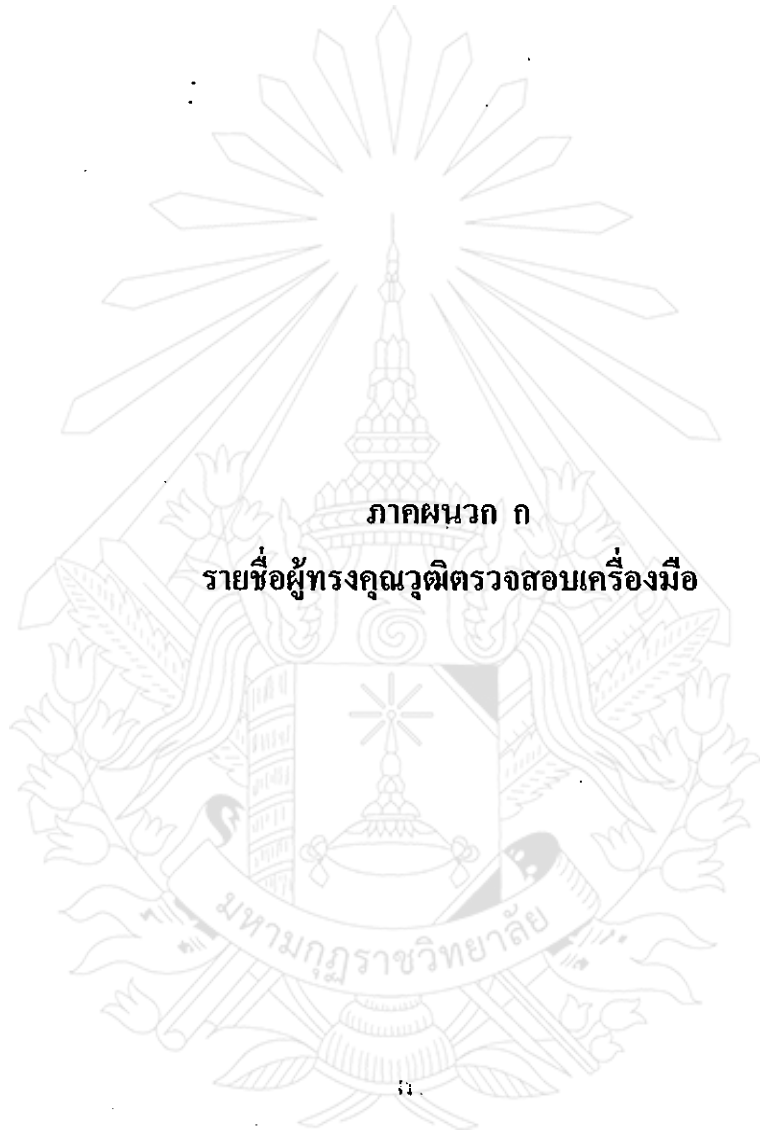 ภาคผนวก ก
รายชื่อผู้ทรงคุณวุฒิตรวจสอบเครื่องมือ
มหามกุฏราชวิทยาลัย